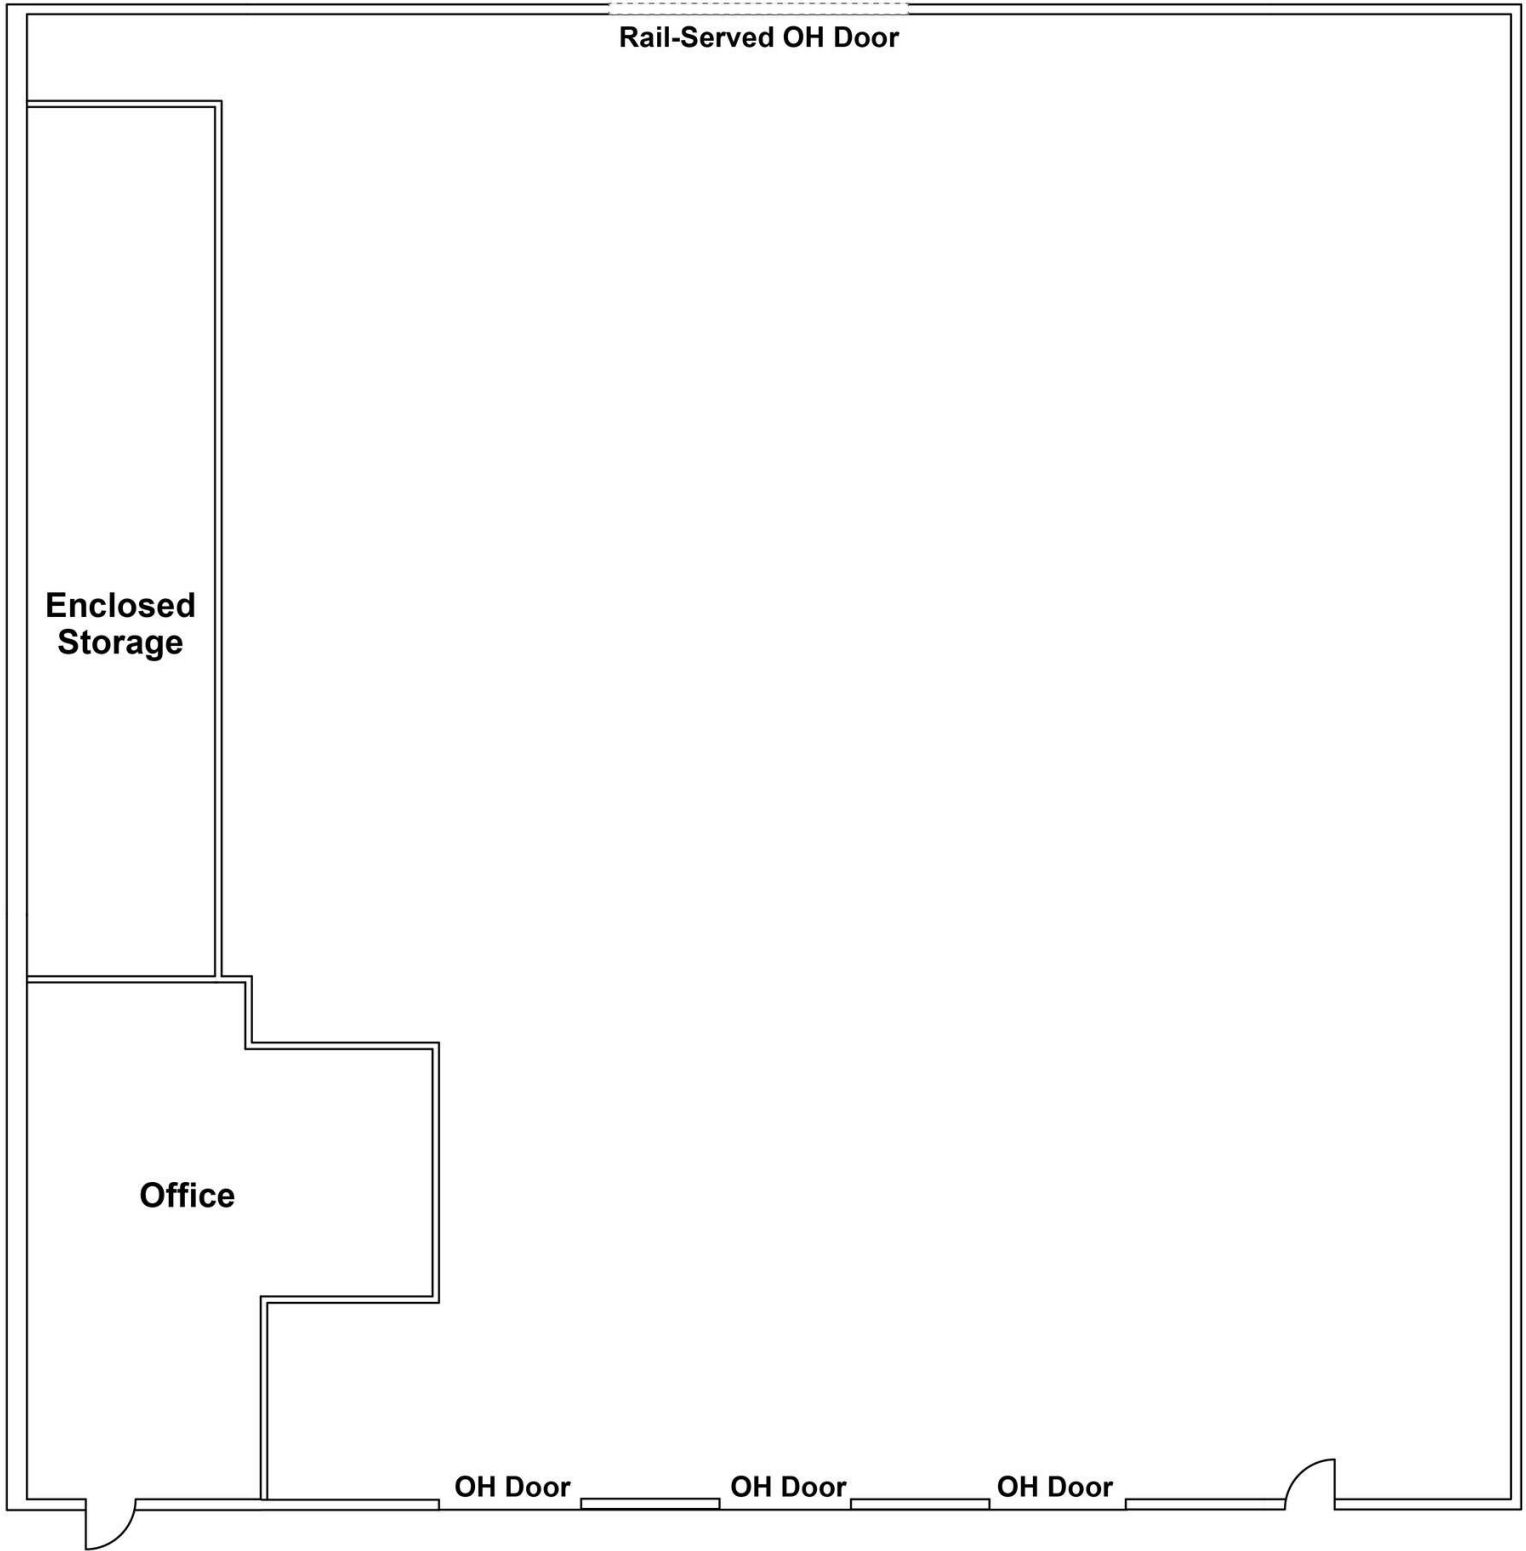 Rail-Served OH Door
Enclosed
Storage
Office
OH Door
OH Door
OH Door